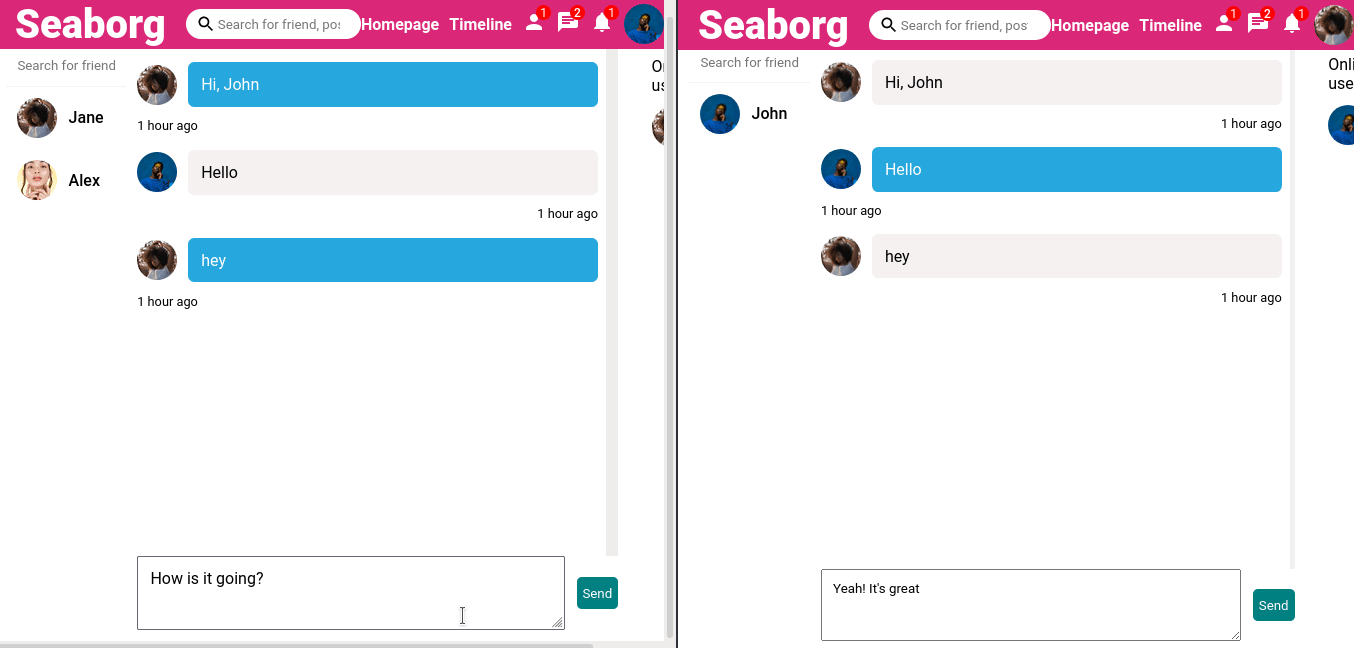 Seaborg
Search for friend, pos
Homepage Timeline
1
2
1
Search for friend
Jane
Alex
Hi, John
1 hour ago
Hello
1 hour ago
hey
1 hour ago
How is it going?
Send
Seaborg
Search for friend, pos
Homepage Timeline
1
2
1
Search for friend
John
Hi, John
1 hour ago
Hello
1 hour ago
hey
1 hour ago
Onli
use
Yeah! It's great
Send